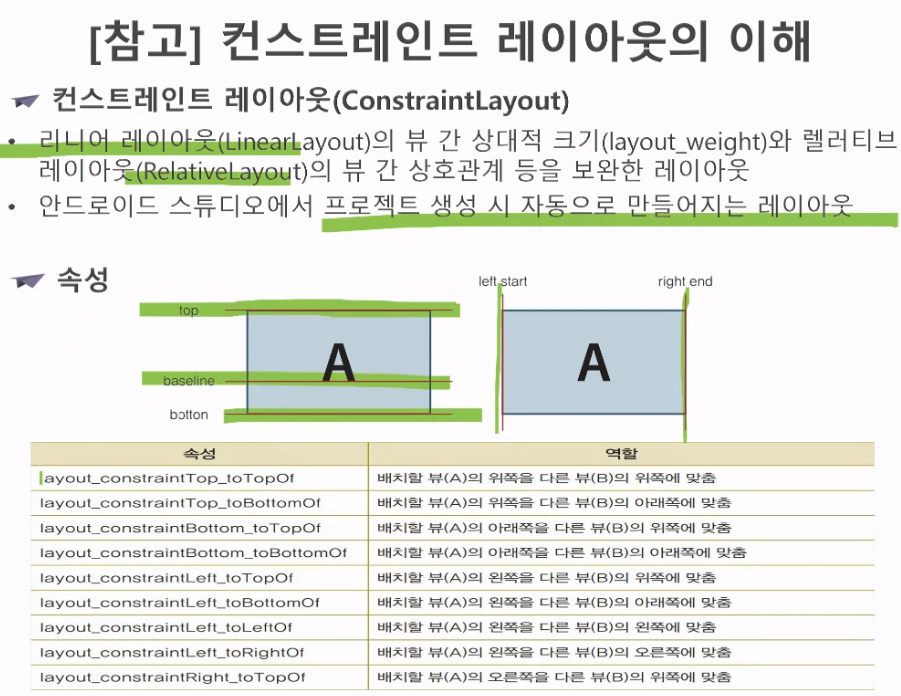 [참고] 컨스트레인트 레이아웃의 이해
컨스트레인트 레이아웃(ConstraintLayout)
• 리니어 레이아웃(LinearLayout)의 뷰 간 상대적 크기(layout_weight)와 렐러티브
레이아웃(RelativeLayout)의 뷰 간 상호관계 등을 보완한 레이아웃
• 안드로이드 스튜디오에서 프로젝트 생성 시 자동으로 만들어지는 레이아웃
속성
left start right end
top
A A
baseline
botton
속성 역할
layout_constraintTop_toTopOf 배치할 뷰(A)의 위쪽을 다른 뷰(B)의 위쪽에 맞춤
layout_constraintTop_toBottomOf 배치할 뷰(A)의 위쪽을 다른 뷰(B)의 아래쪽에 맞춤
layout_constraintBottom_toTopOf 배치할 뷰(A)의 아래쪽을 다른 뷰(B)의 위쪽에 맞춤
layout_constraintBottom_toBottomOf 배치할 뷰(A)의 아래쪽을 다른 뷰(B)의 아래쪽에 맞춤
layout_constraintLeft_toTopOf 배치할 뷰(A)의 왼쪽을 다른 뷰(B)의 위쪽에 맞춤
layout_constraintLeft_toBottomOf 배치할 뷰(A)의 왼쪽을 다른 뷰(B)의 아래쪽에 맞춤
layout_constraintLeft_toLeftOf 배치할 뷰(A)의 왼쪽을 다른 뷰(B)의 왼쪽에 맞춤
layout_constraintLeft_toRightOf 배치할 뷰(A)의 왼쪽을 다른 뷰(B)의 오른쪽에 맞춤
layout_constraintRight_toTopOf 배치할 뷰(A)의 오른쪽을 다른 뷰(B)의 위쪽에 맞춤